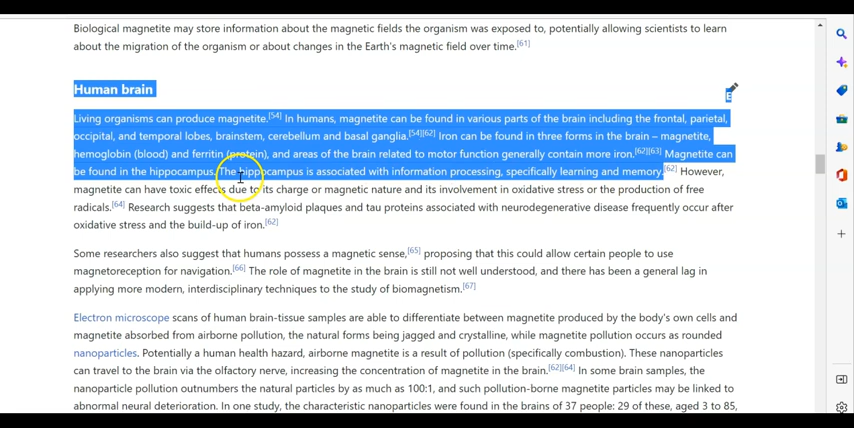 Biological magnetite may store information about the magnetic fields the organism was exposed to, potentially allowing scientists to learn
about the migration of the organism or about changes in the Earth's magnetic field over time.[61]
Human brain
Living organisms can produce magnetite.[54] In humans, magnetite can be found in various parts of the brain including the frontal, parietal,
occipital, and temporal lobes, brainstem, cerebellum and basal ganglia.[54][62] Iron can be found in three forms in the brain – magnetite,
hemoglobin (blood) and ferritin (protein), and areas of the brain related to motor function generally contain more iron.[62][63] Magnetite can
be found in the hippocampus. The hippocampus is associated with information processing, specifically learning and memory.[62] However,
magnetite can have toxic effects due to its charge or magnetic nature and its involvement in oxidative stress or the production of free
radicals.[64] Research suggests that beta-amyloid plaques and tau proteins associated with neurodegenerative disease frequently occur after
oxidative stress and the build-up of iron.[62]
Some researchers also suggest that humans possess a magnetic sense,[65] proposing that this could allow certain people to use
magnetoreception for navigation.[66] The role of magnetite in the brain is still not well understood, and there has been a general lag in
applying more modern, interdisciplinary techniques to the study of biomagnetism.[67]
Electron microscope scans of human brain-tissue samples are able to differentiate between magnetite produced by the body's own cells and
magnetite absorbed from airborne pollution, the natural forms being jagged and crystalline, while magnetite pollution occurs as rounded
nanoparticles. Potentially a human health hazard, airborne magnetite is a result of pollution (specifically combustion). These nanoparticles
can travel to the brain via the olfactory nerve, increasing the concentration of magnetite in the brain.[62][64] In some brain samples, the
nanoparticle pollution outnumbers the natural particles by as much as 100:1, and such pollution-borne magnetite particles may be linked to
abnormal neural deterioration. In one study, the characteristic nanoparticles were found in the brains of 37 people: 29 of these, aged 3 to 85,